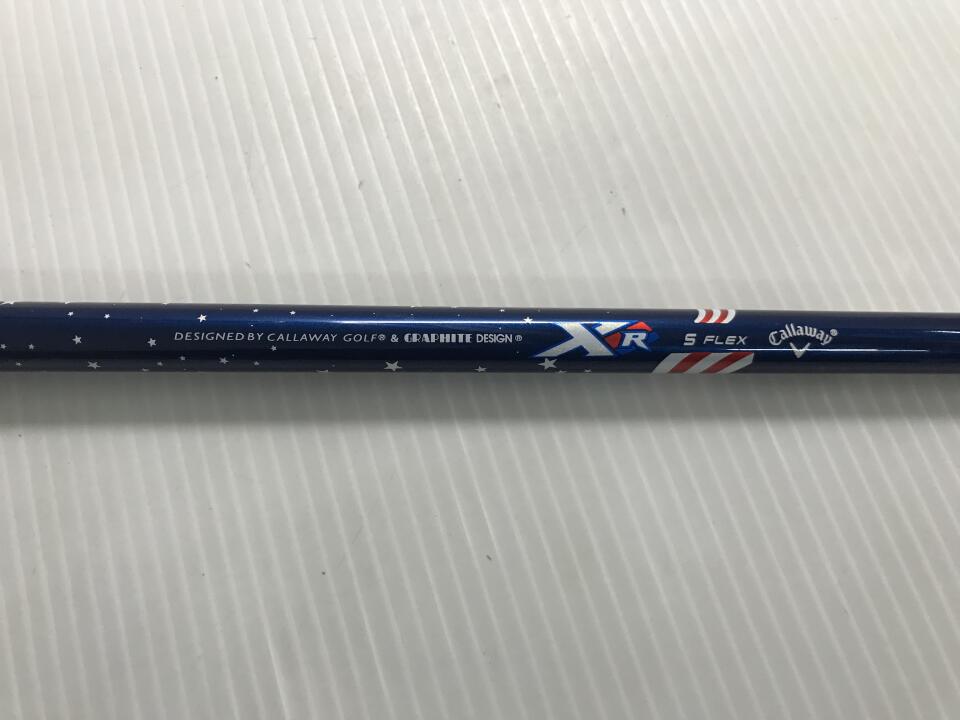 DESIGNED BY CALLAWAY GOLF® & GRAPHITE DESIGN® XR S FLEX Callaway®